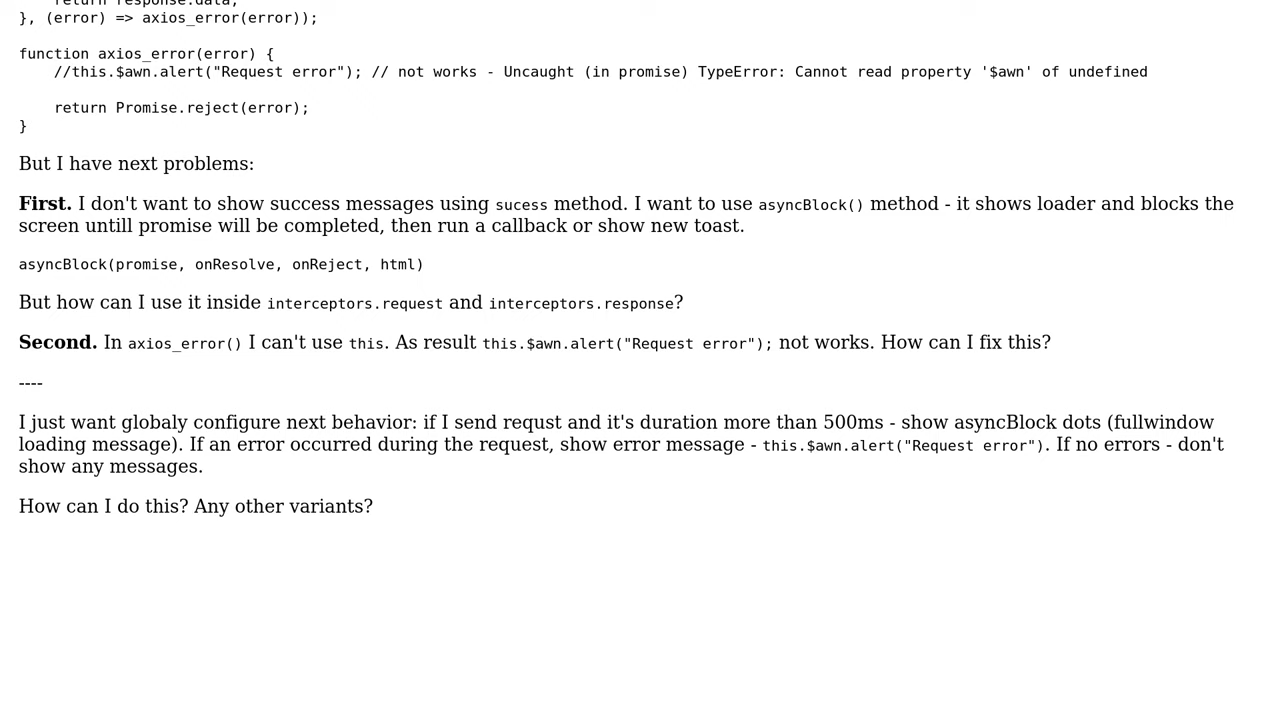 return response.data;
}, (error) => axios_error(error));
function axios_error(error) {
//this.$awn.alert("Request error"); // not works - Uncaught (in promise) TypeError: Cannot read property '$awn' of undefined
return Promise.reject(error);
}
But I have next problems:
First. I don't want to show success messages using sucess method. I want to use asyncBlock() method - it shows loader and blocks the
screen untill promise will be completed, then run a callback or show new toast.
asyncBlock(promise, onResolve, onReject, html)
But how can I use it inside interceptors.request and interceptors.response?
Second. In axios_error() I can't use this. As result this.$awn.alert("Request error"); not works. How can I fix this?
----
I just want globaly configure next behavior: if I send requst and it's duration more than 500ms - show asyncBlock dots (fullwindow
loading message). If an error occurred during the request, show error message - this.$awn.alert("Request error"). If no errors - don't
show any messages.
How can I do this? Any other variants?